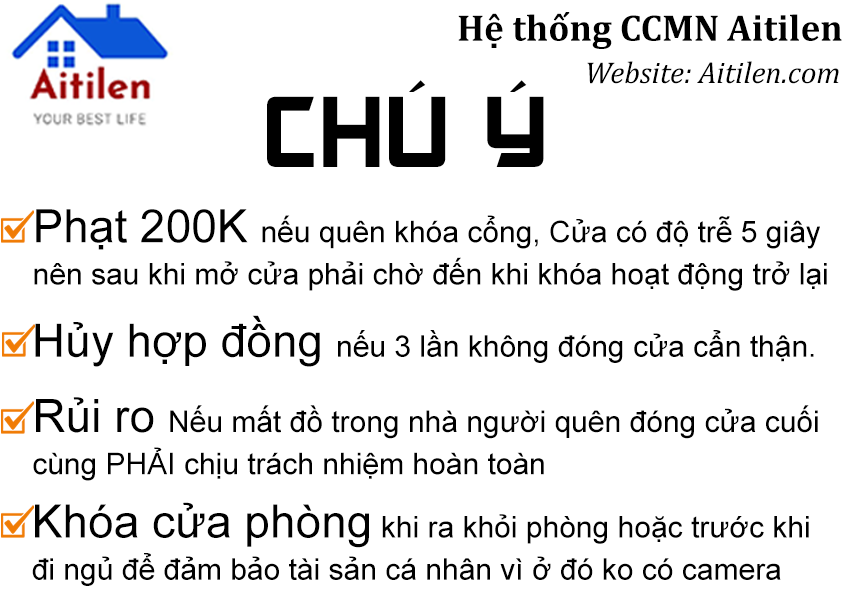 Hệ thống CCMN Aitilen
Website: Aitilen.com
Aitilen
YOUR BEST LIFE
CHÚ Ý
Phạt 200K nếu quên khóa cổng, Cửa có độ trễ 5 giây
nên sau khi mở cửa phải chờ đến khi khóa hoạt động trở lại
Hủy hợp đồng nếu 3 lần không đóng cửa cẩn thận.
Rủi ro Nếu mất đồ trong nhà người quên đóng cửa cuối
cùng PHẢI chịu trách nhiệm hoàn toàn
Khóa cửa phòng khi ra khỏi phòng hoặc trước khi
đi ngủ để đảm bảo tài sản cá nhân vì ở đó ko có camera